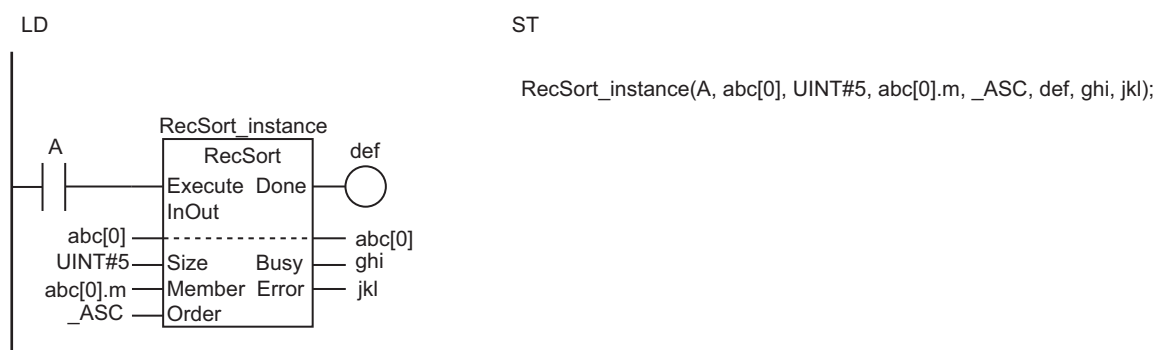 LD
ST
RecSort_instance(A, abc[0], UINT#5, abc[0].m, _ASC, def, ghi, jkl);
RecSort_instance
A
RecSort
def
Execute Done
InOut
abc[0] abc[0]
UINT#5 Size Busy ghi
abc[0].m Member Error jkl
_ASC Order